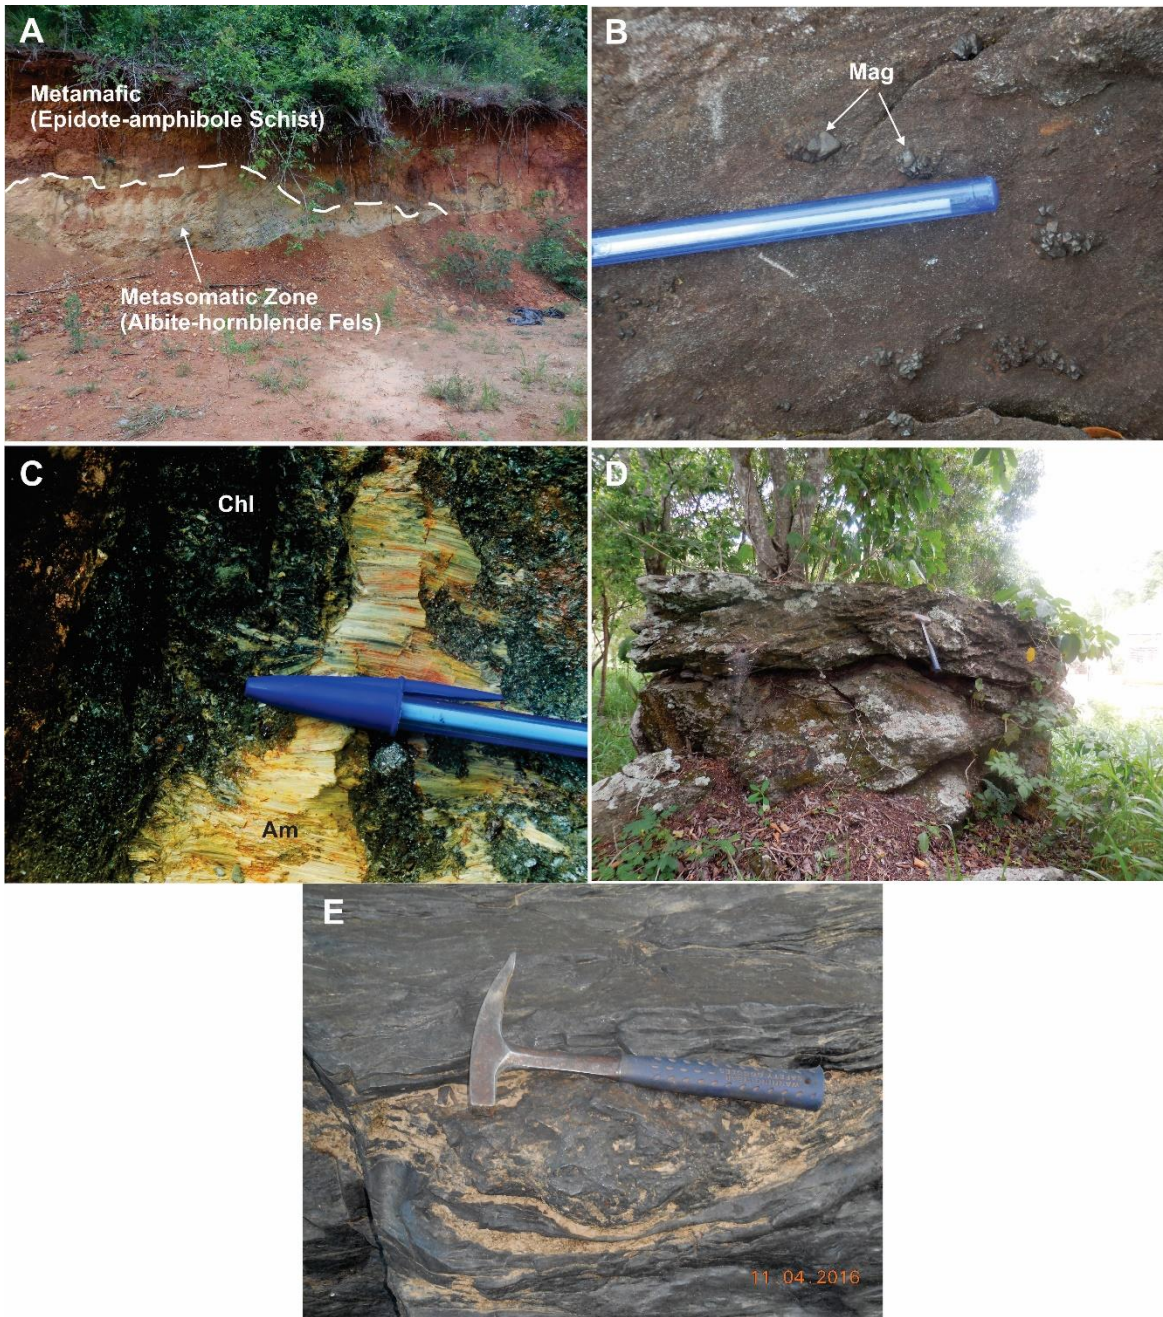 A
Metamafic
(Epidote-amphibole Schist)
Metasomatic Zone
(Albite-hornblende Fels)
B
Mag
C
Chl
Am
D
E
11.04.2016